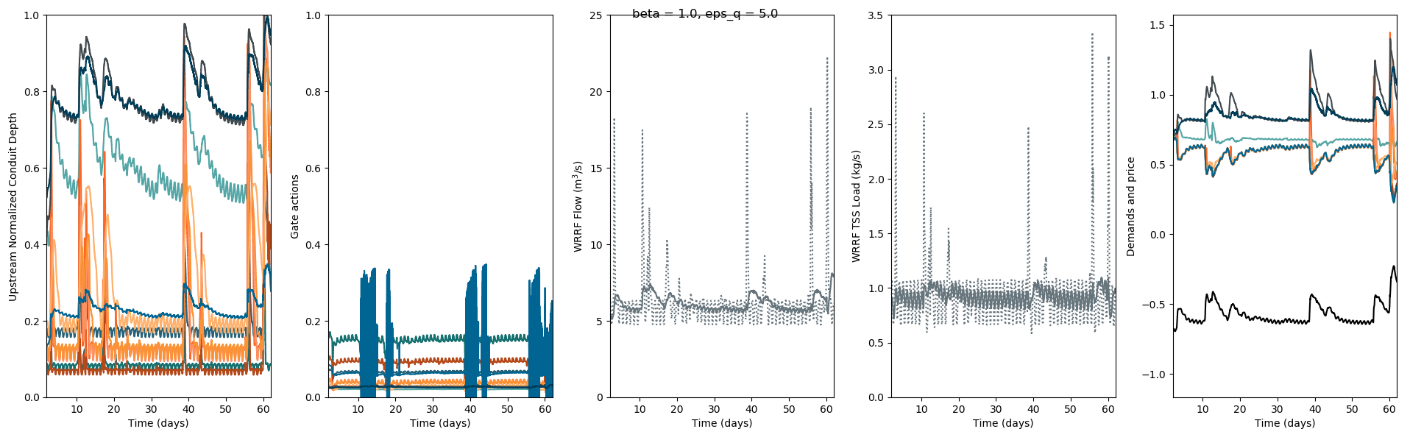 beta = 1.0, eps_q = 5.0
Upstream Normalized Conduit Depth
1.0
0.8
0.6
0.4
0.2
0.0
10 20 30 40 50 60
Time (days)
Gate actions
1.0
0.8
0.6
0.4
0.2
0.0
10 20 30 40 50 60
Time (days)
WRRF Flow (m³/s)
25
20
15
10
5
0
10 20 30 40 50 60
Time (days)
WRRF TSS Load (kg/s)
3.5
3.0
2.5
2.0
1.5
1.0
0.5
0.0
10 20 30 40 50 60
Time (days)
Demands and price
1.5
1.0
0.5
0.0
−0.5
−1.0
10 20 30 40 50 60
Time (days)